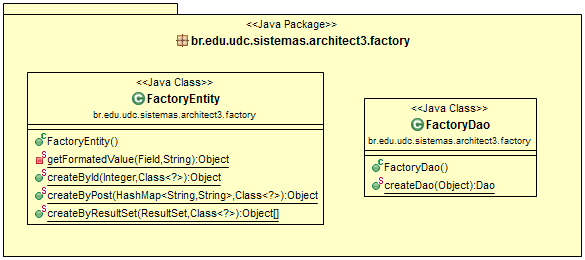 <<Java Package>>
br.edu.udc.sistemas.architect3.factory
<<Java Class>>
FactoryEntity
br.edu.udc.sistemas.architect3.factory
FactoryEntity()
getFormatedValue(Field,String):Object
createById(Integer,Class<?>):Object
createByPost(HashMap<String,String>,Class<?>):Object
createByResultSet(ResultSet,Class<?>):Object[]
<<Java Class>>
FactoryDao
br.edu.udc.sistemas.architect3.factory
FactoryDao()
createDao(Object):Dao